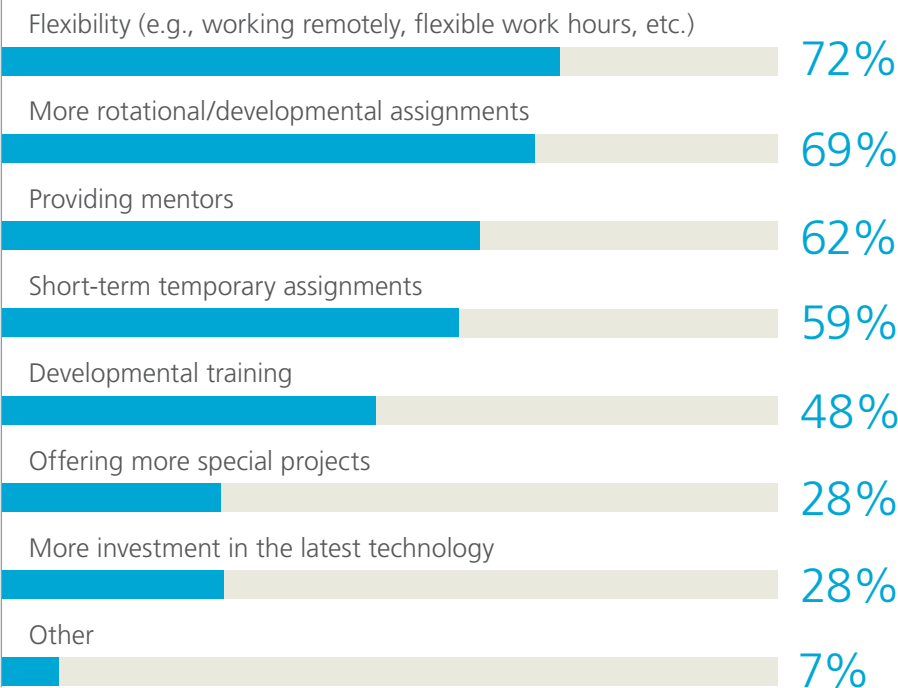 Flexibility (e.g., working remotely, flexible work hours, etc.)
72%
More rotational/developmental assignments
69%
Providing mentors
62%
Short-term temporary assignments
59%
Developmental training
48%
Offering more special projects
28%
More investment in the latest technology
28%
Other
7%